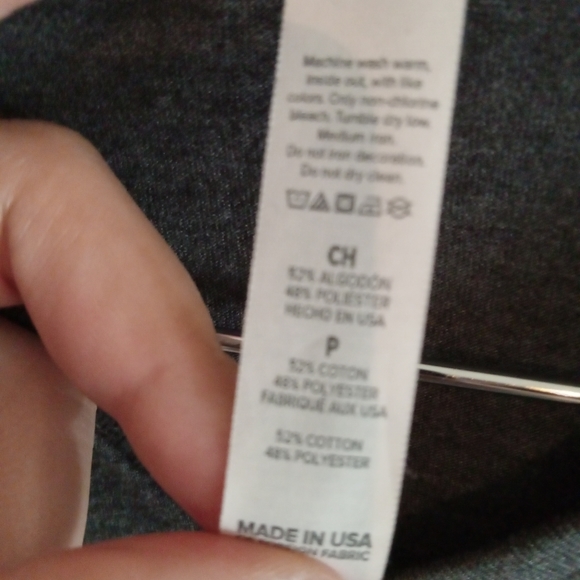 Machine wash warm,
inside out, with like
colors. Only non-chlorine
bleach. Tumble dry low.
Medium iron.
Do not iron decoration.
Do not dry clean.
CH
52% ALGODÓN
48% POLIÉSTER
HECHO EN USA
P
52% COTON
48% POLYESTER
FABRIQUÉ AUX USA
52% COTTON
48% POLYESTER
MADE IN USA
FABRIC